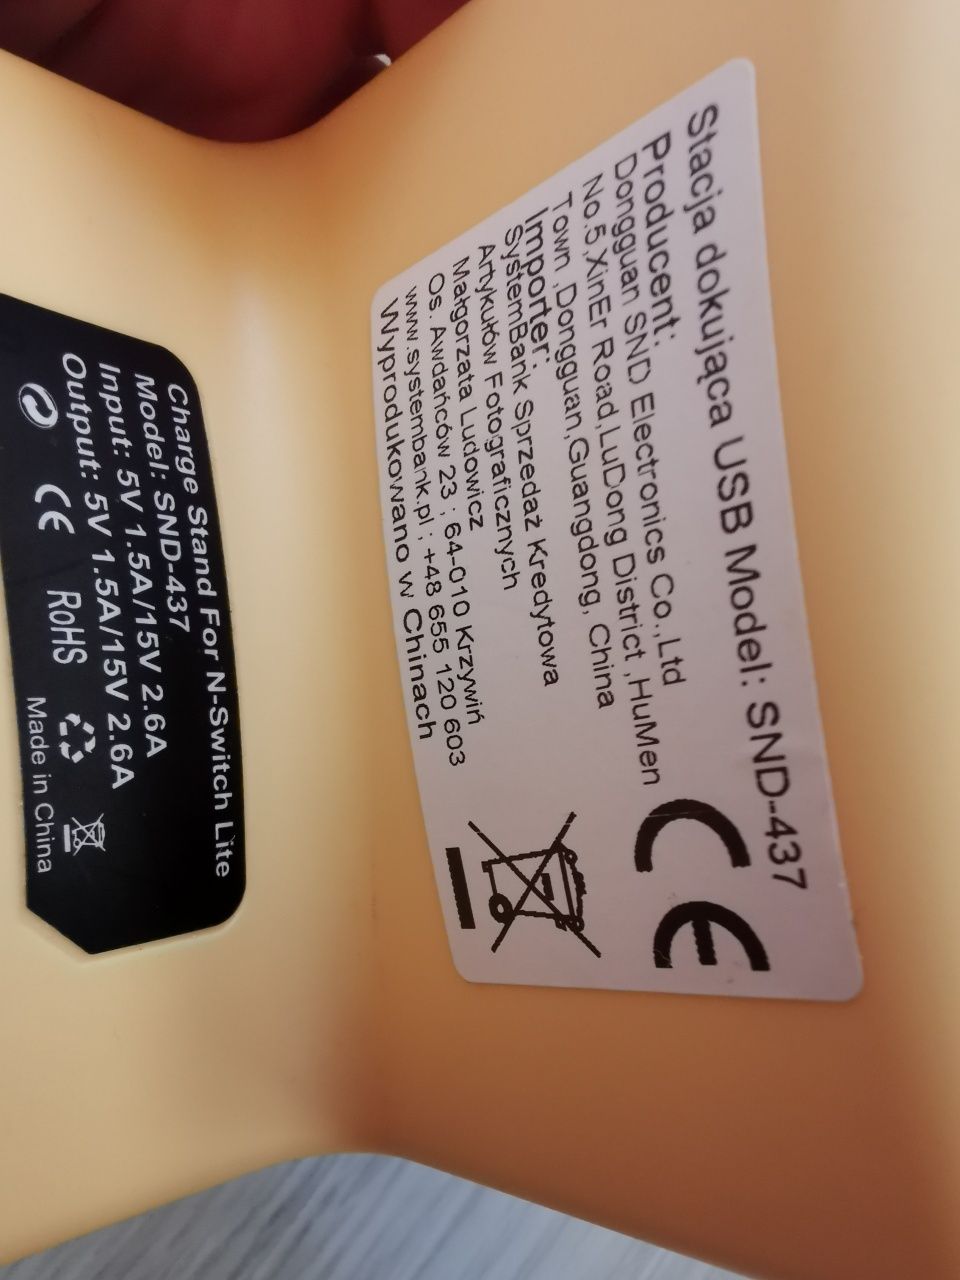 Stacja dokująca USB Model: SND-437
Producent:
Dongguan SND Electronics Co.,Ltd
No.5,XinEr Road,LuDong District ,HuMen
Town ,Dongguan,Guangdong, China
Importer:
SystemBank Sprzedaż Kredytowa
Artykułów Fotograficznych
Małgorzata Ludowicz
Os. Awdańców 23 ; 64-010 Krzywiń
www.systembank.pl ; +48 655 120 603
Wyprodukowano w Chinach
CE
Charge Stand For N-Switch Lite
Model: SND-437
Input: 5V 1.5A/15V 2.6A
Output: 5V 1.5A/15V 2.6A
CE RoHS
Made in China